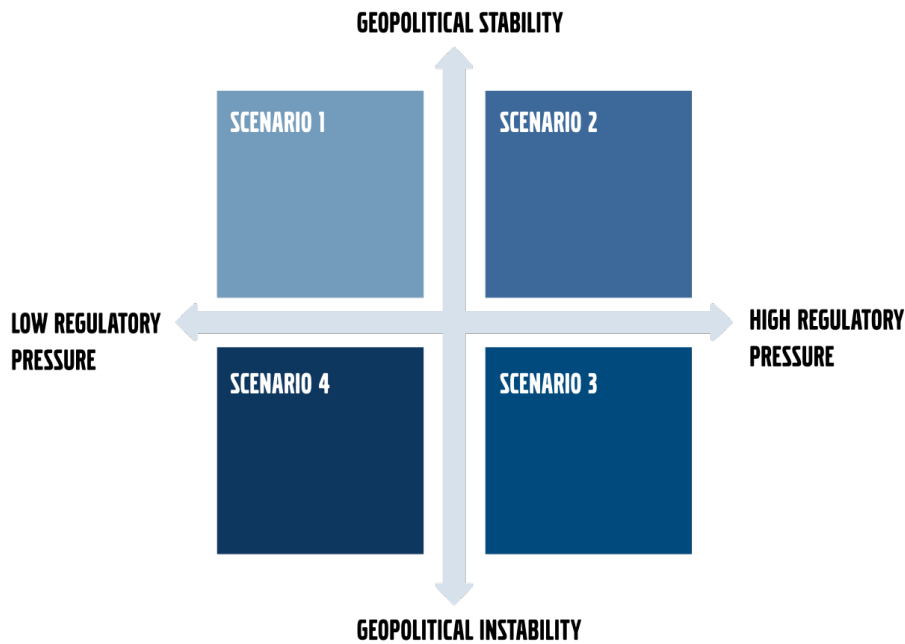 GEOPOLITICAL STABILITY
SCENARIO 1
SCENARIO 2
LOW REGULATORY
PRESSURE
HIGH REGULATORY
PRESSURE
SCENARIO 4
SCENARIO 3
GEOPOLITICAL INSTABILITY